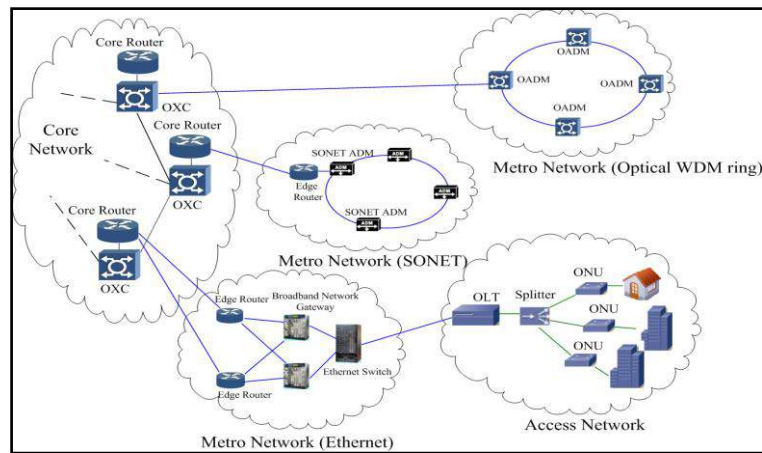 Core Router
OXC
Core
Network
Core Router
OXC
Core Router
OXC
OADM
OADM
OADM
OADM
Metro Network (Optical WDM ring)
SONET ADM
ADM
ADM
ADM
Edge
Router
SONET ADM
ADM
Metro Network (SONET)
Edge Router
Broadband Network
Gateway
Ethernet Switch
Edge Router
Metro Network (Ethernet)
OLT
Splitter
ONU
ONU
ONU
Access Network